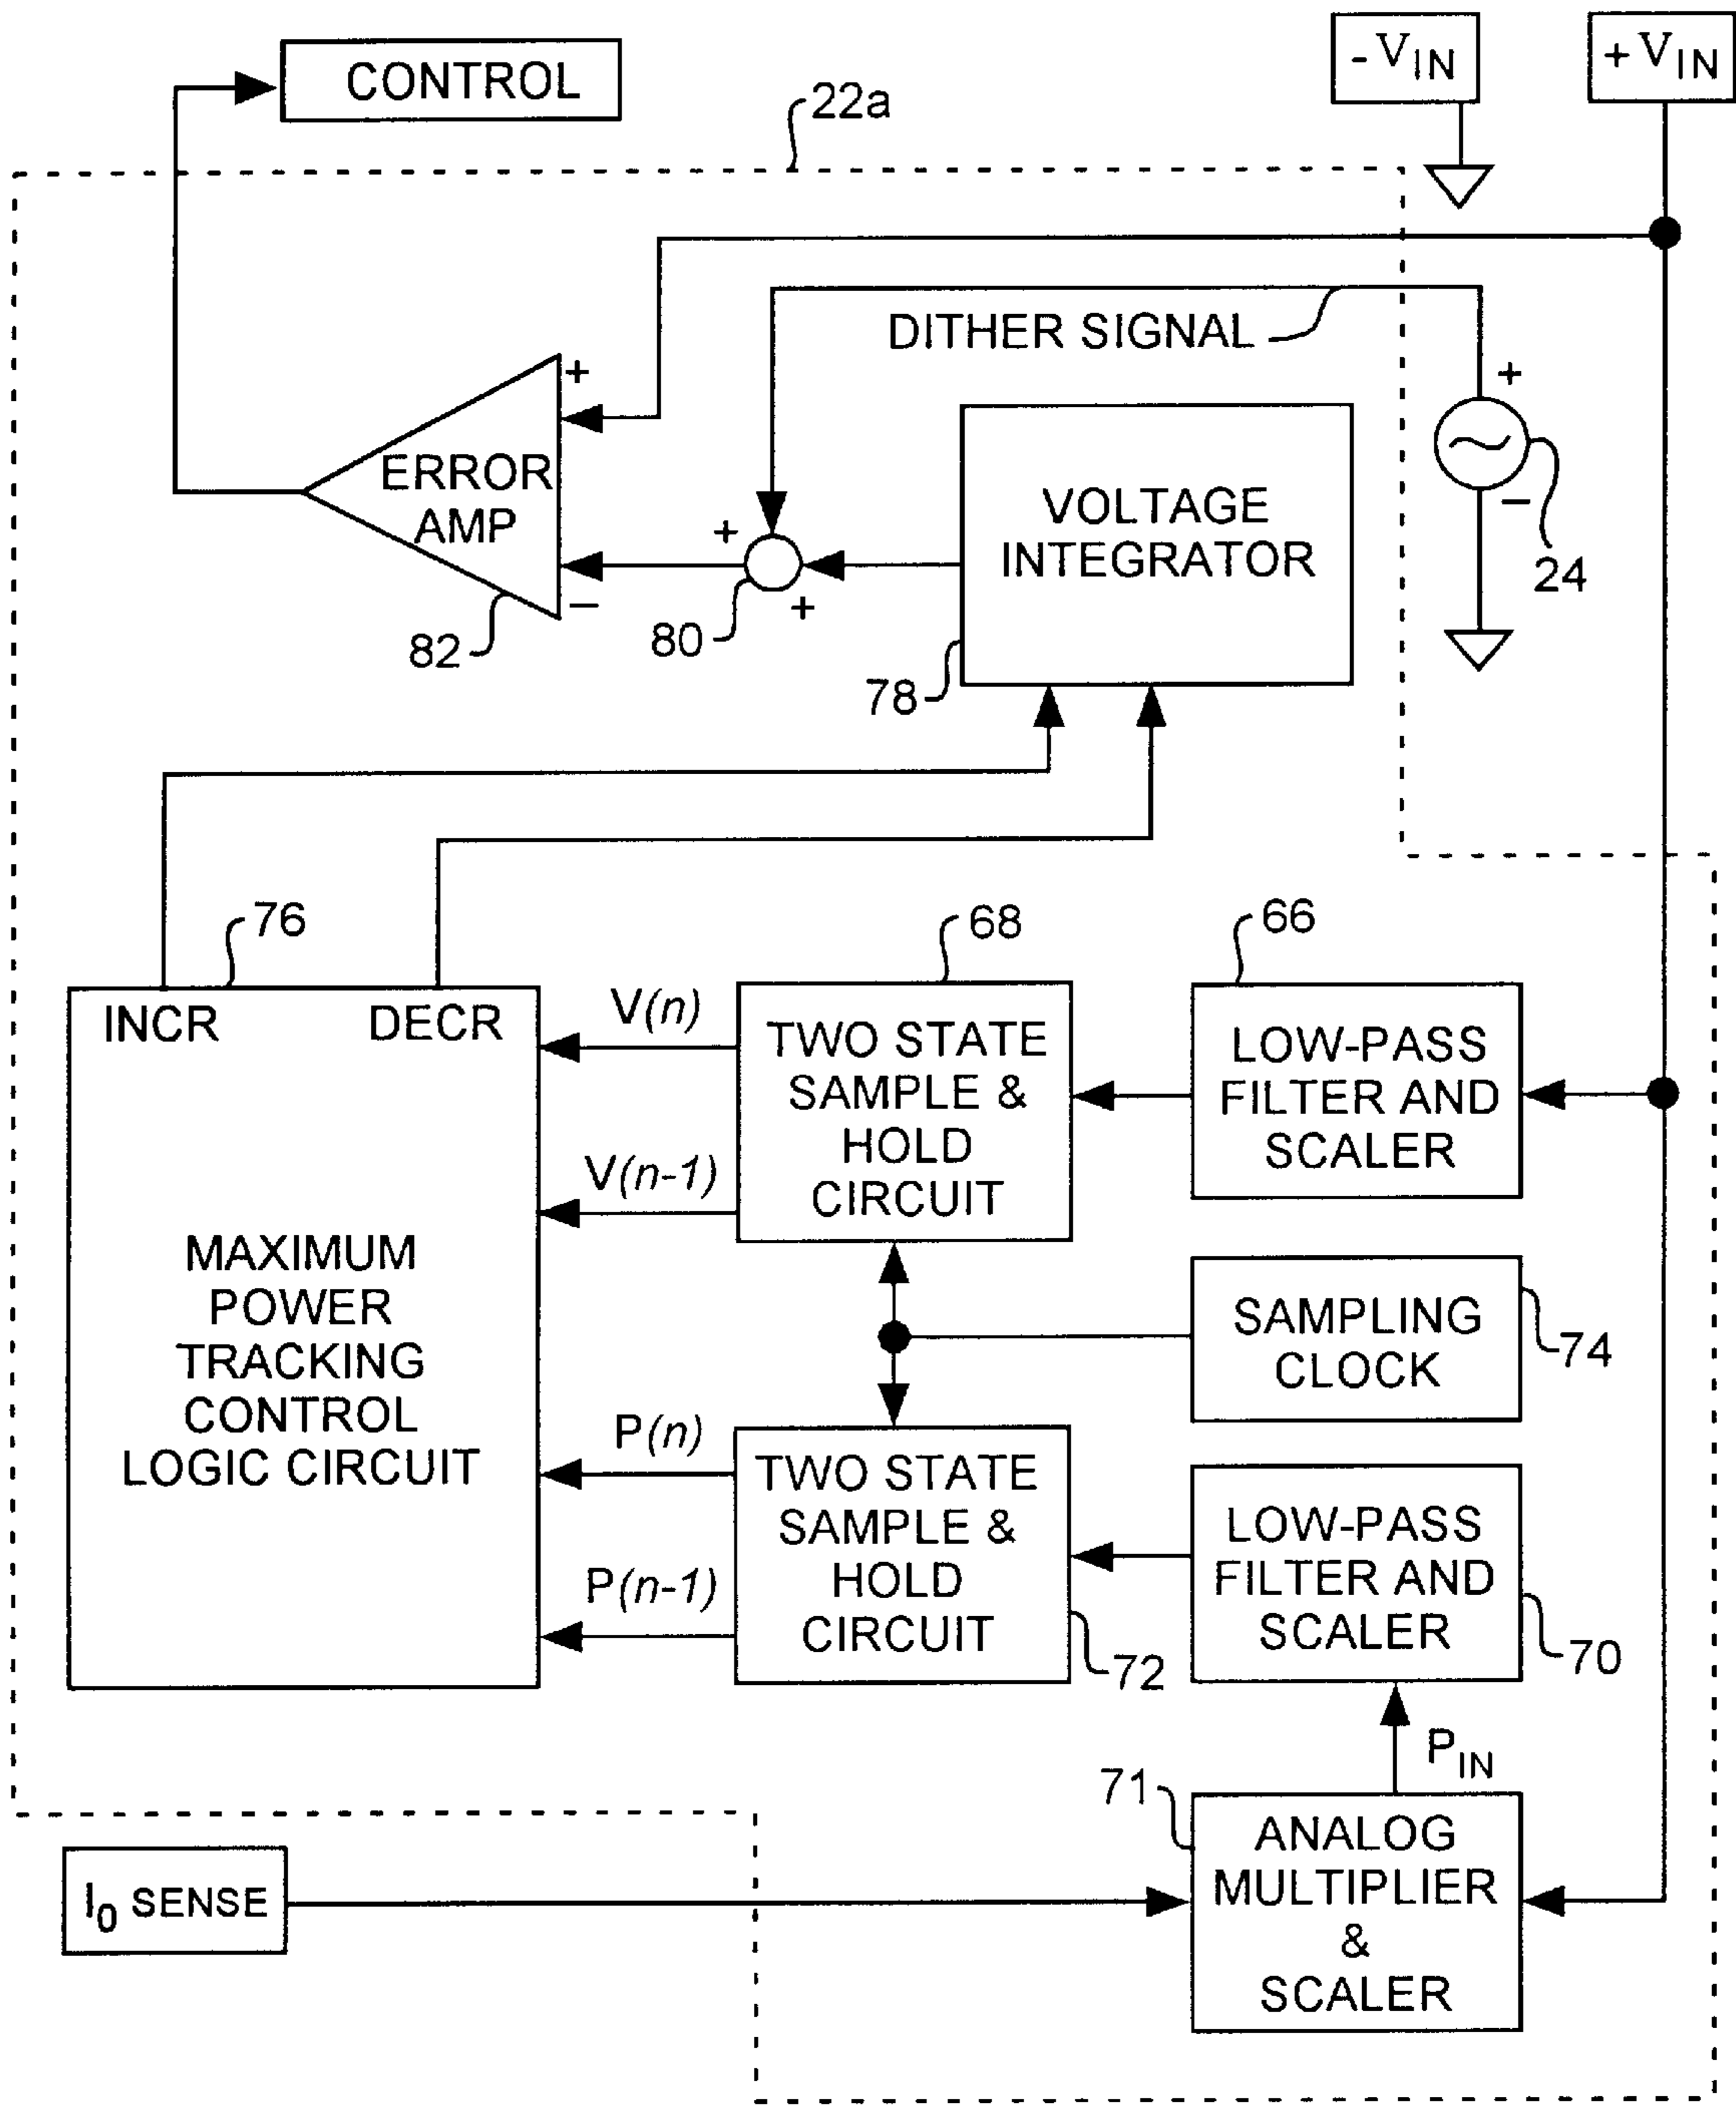 CONTROL
- VIN
+ VIN
22a
DITHER SIGNAL
+
+
ERROR
AMP
VOLTAGE
INTEGRATOR
+
−
24
+
−
82
80
78
76
68
66
INCR
DECR
V(n)
V(n-1)
TWO STATE
SAMPLE &
HOLD
CIRCUIT
LOW-PASS
FILTER AND
SCALER
MAXIMUM
POWER
TRACKING
CONTROL
LOGIC CIRCUIT
SAMPLING
CLOCK
74
P(n)
P(n-1)
TWO STATE
SAMPLE &
HOLD
CIRCUIT
72
LOW-PASS
FILTER AND
SCALER
70
PIN
71
ANALOG
MULTIPLIER
&
SCALER
I0 SENSE